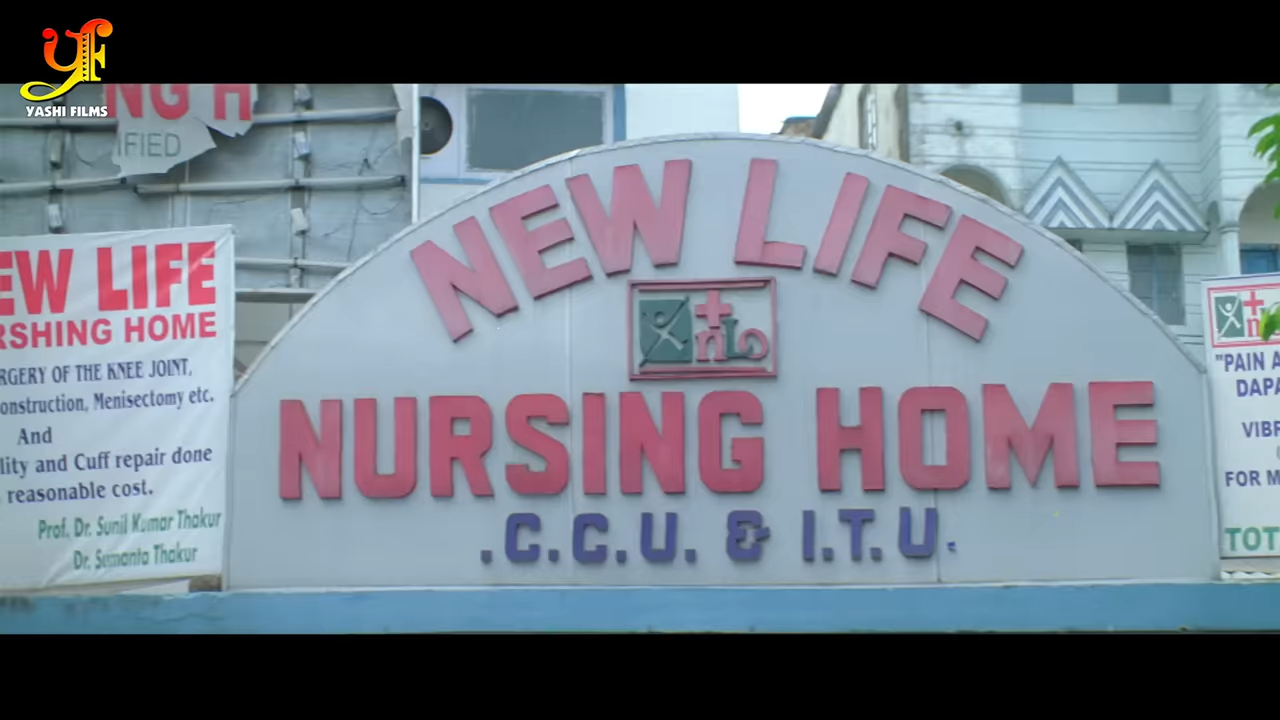 YASHI FILMS
NG H
IFIED
NEW LIFE
NURSING HOME
.C.C.U. & I.T.U.
EW LIFE
RSHING HOME
RGERY OF THE KNEE JOINT,
onstruction, Menisectomy etc.
And
lity and Cuff repair done
reasonable cost.
Prof. Dr. Sunil Kumar Thakur
Dr. Sumanta Thakur
"PAIN A
DAPA
VIBR
FOR M
TOT